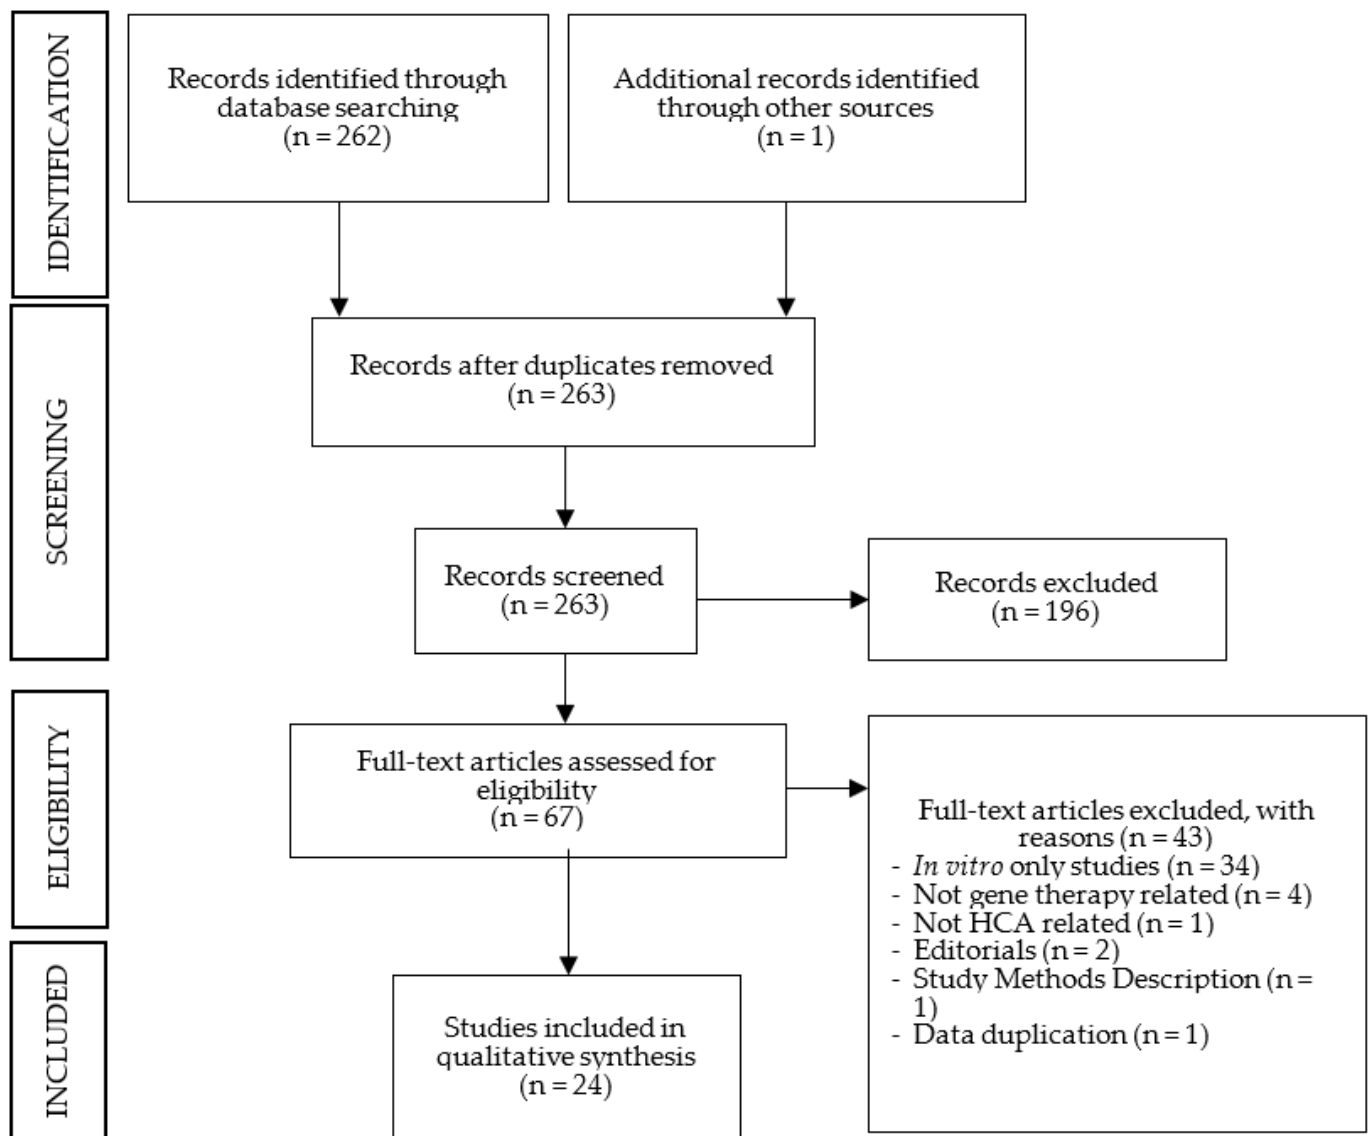 IDENTIFICATION
Records identified through
database searching
(n = 262)
Additional records identified
through other sources
(n = 1)
SCREENING
Records after duplicates removed
(n = 263)
Records screened
(n = 263)
Records excluded
(n = 196)
ELIGIBILITY
Full-text articles assessed for
eligibility
(n = 67)
Full-text articles excluded, with
reasons (n = 43)
- In vitro only studies (n = 34)
- Not gene therapy related (n = 4)
- Not HCA related (n = 1)
- Editorials (n = 2)
- Study Methods Description (n =
1)
- Data duplication (n = 1)
INCLUDED
Studies included in
qualitative synthesis
(n = 24)